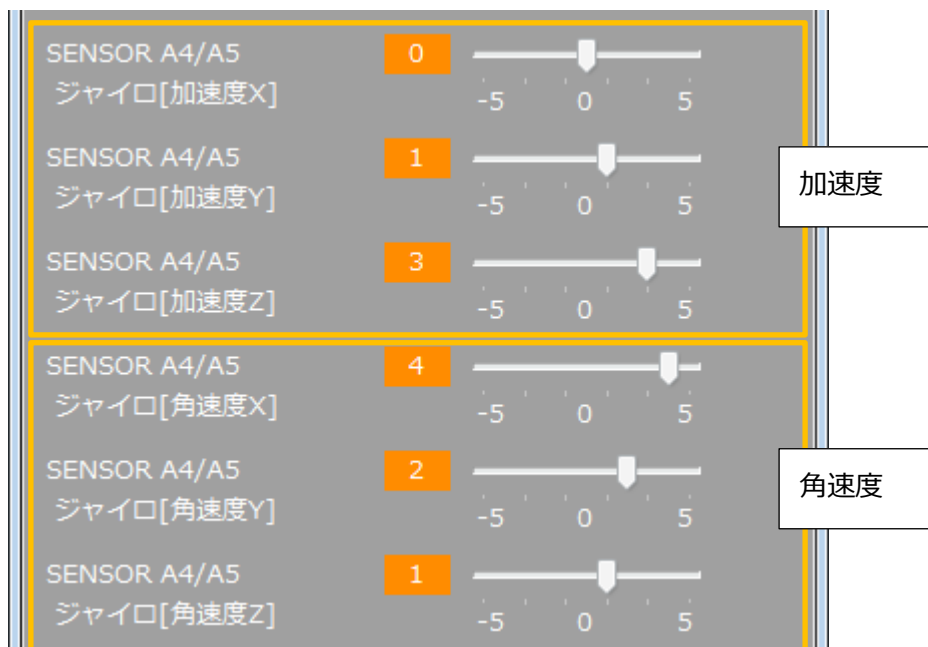 SENSOR A4/A5 0
ジャイロ[加速度X] -5 0 5
SENSOR A4/A5 1
ジャイロ[加速度Y] -5 0 5
加速度
SENSOR A4/A5 3
ジャイロ[加速度Z] -5 0 5
SENSOR A4/A5 4
ジャイロ[角速度X] -5 0 5
SENSOR A4/A5 2
ジャイロ[角速度Y] -5 0 5
角速度
SENSOR A4/A5 1
ジャイロ[角速度Z] -5 0 5